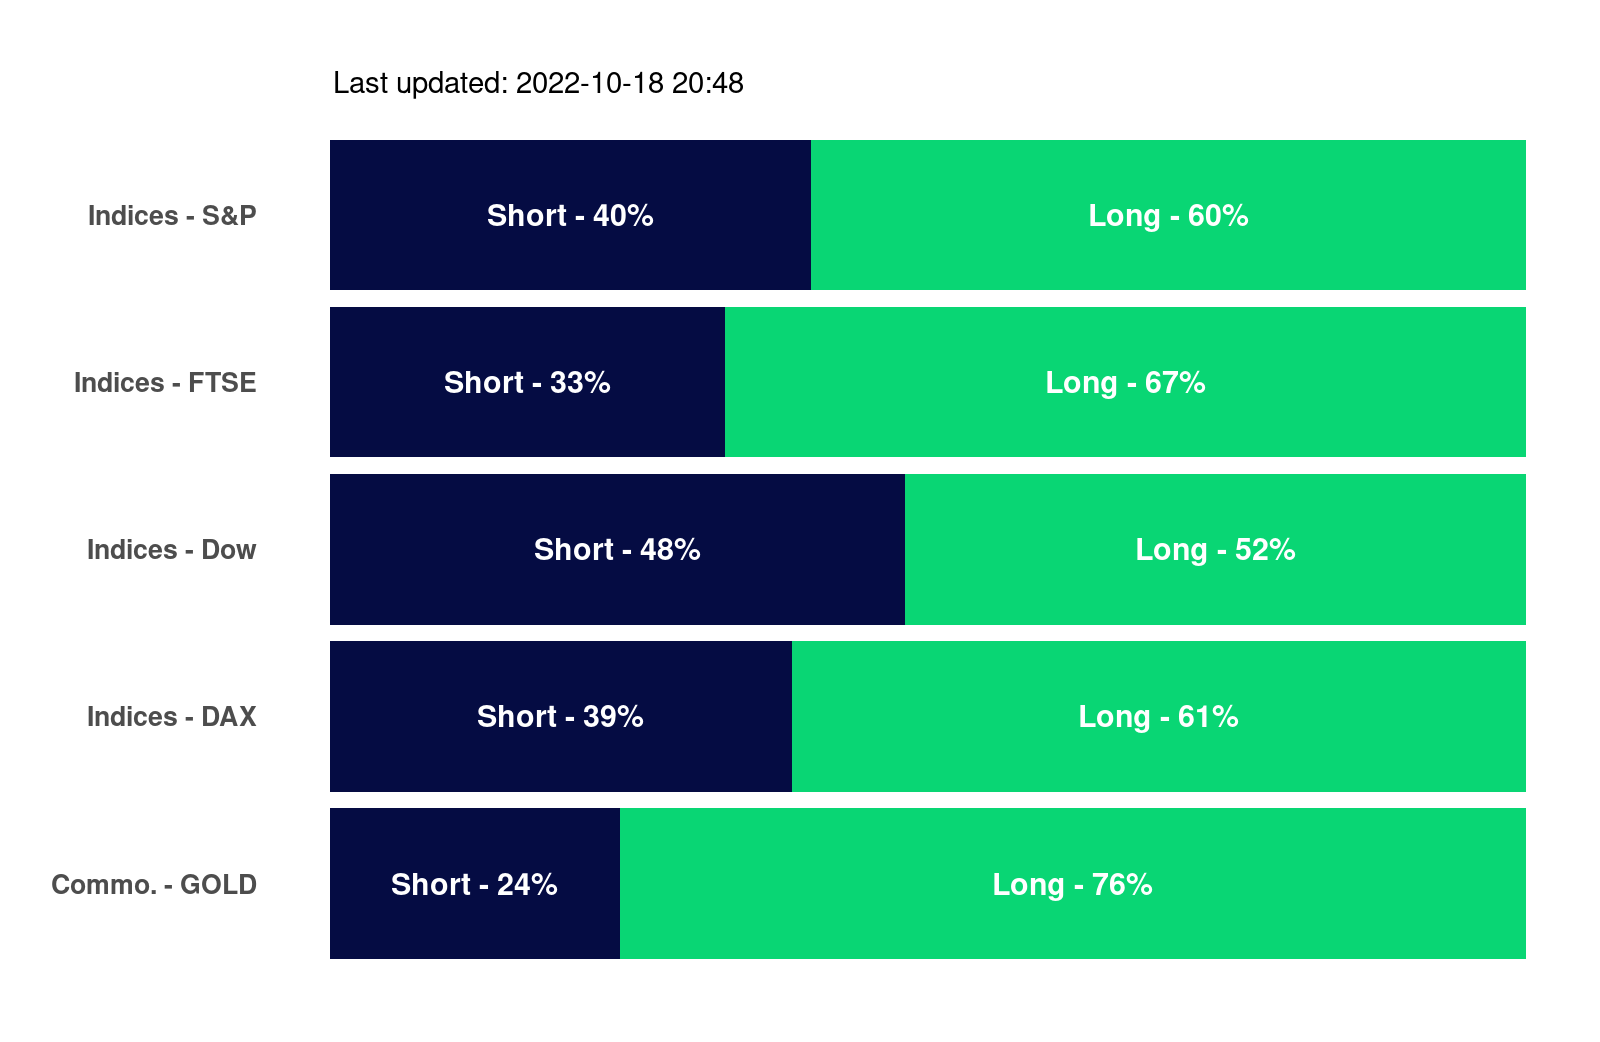 Last updated: 2022-10-18 20:48
Indices - S&P Short - 40% Long - 60%
Indices - FTSE Short - 33% Long - 67%
Indices - Dow Short - 48% Long - 52%
Indices - DAX Short - 39% Long - 61%
Commo. - GOLD Short - 24% Long - 76%